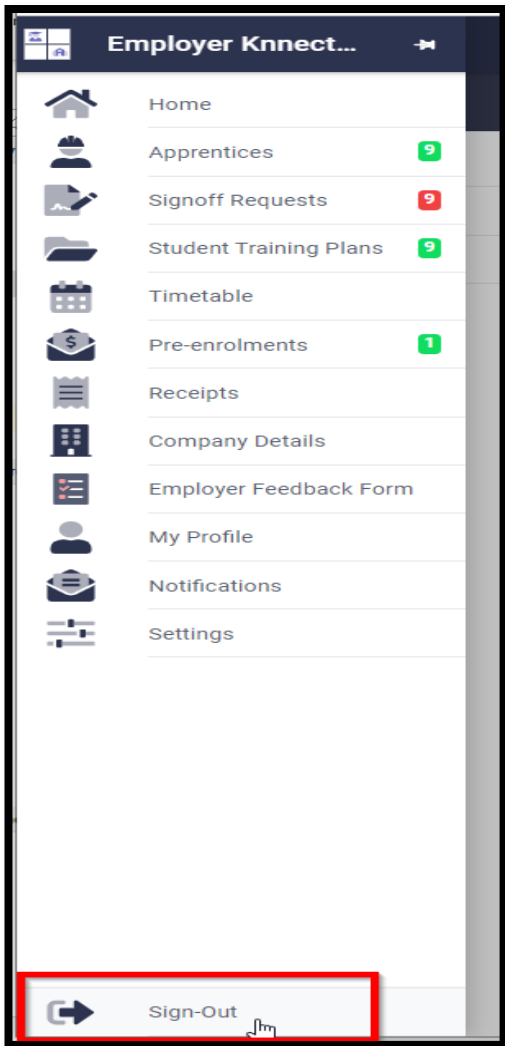 Employer Knnect...
Home
Apprentices 9
Signoff Requests 9
Student Training Plans 9
Timetable
Pre-enrolments 1
Receipts
Company Details
Employer Feedback Form
My Profile
Notifications
Settings
Sign-Out